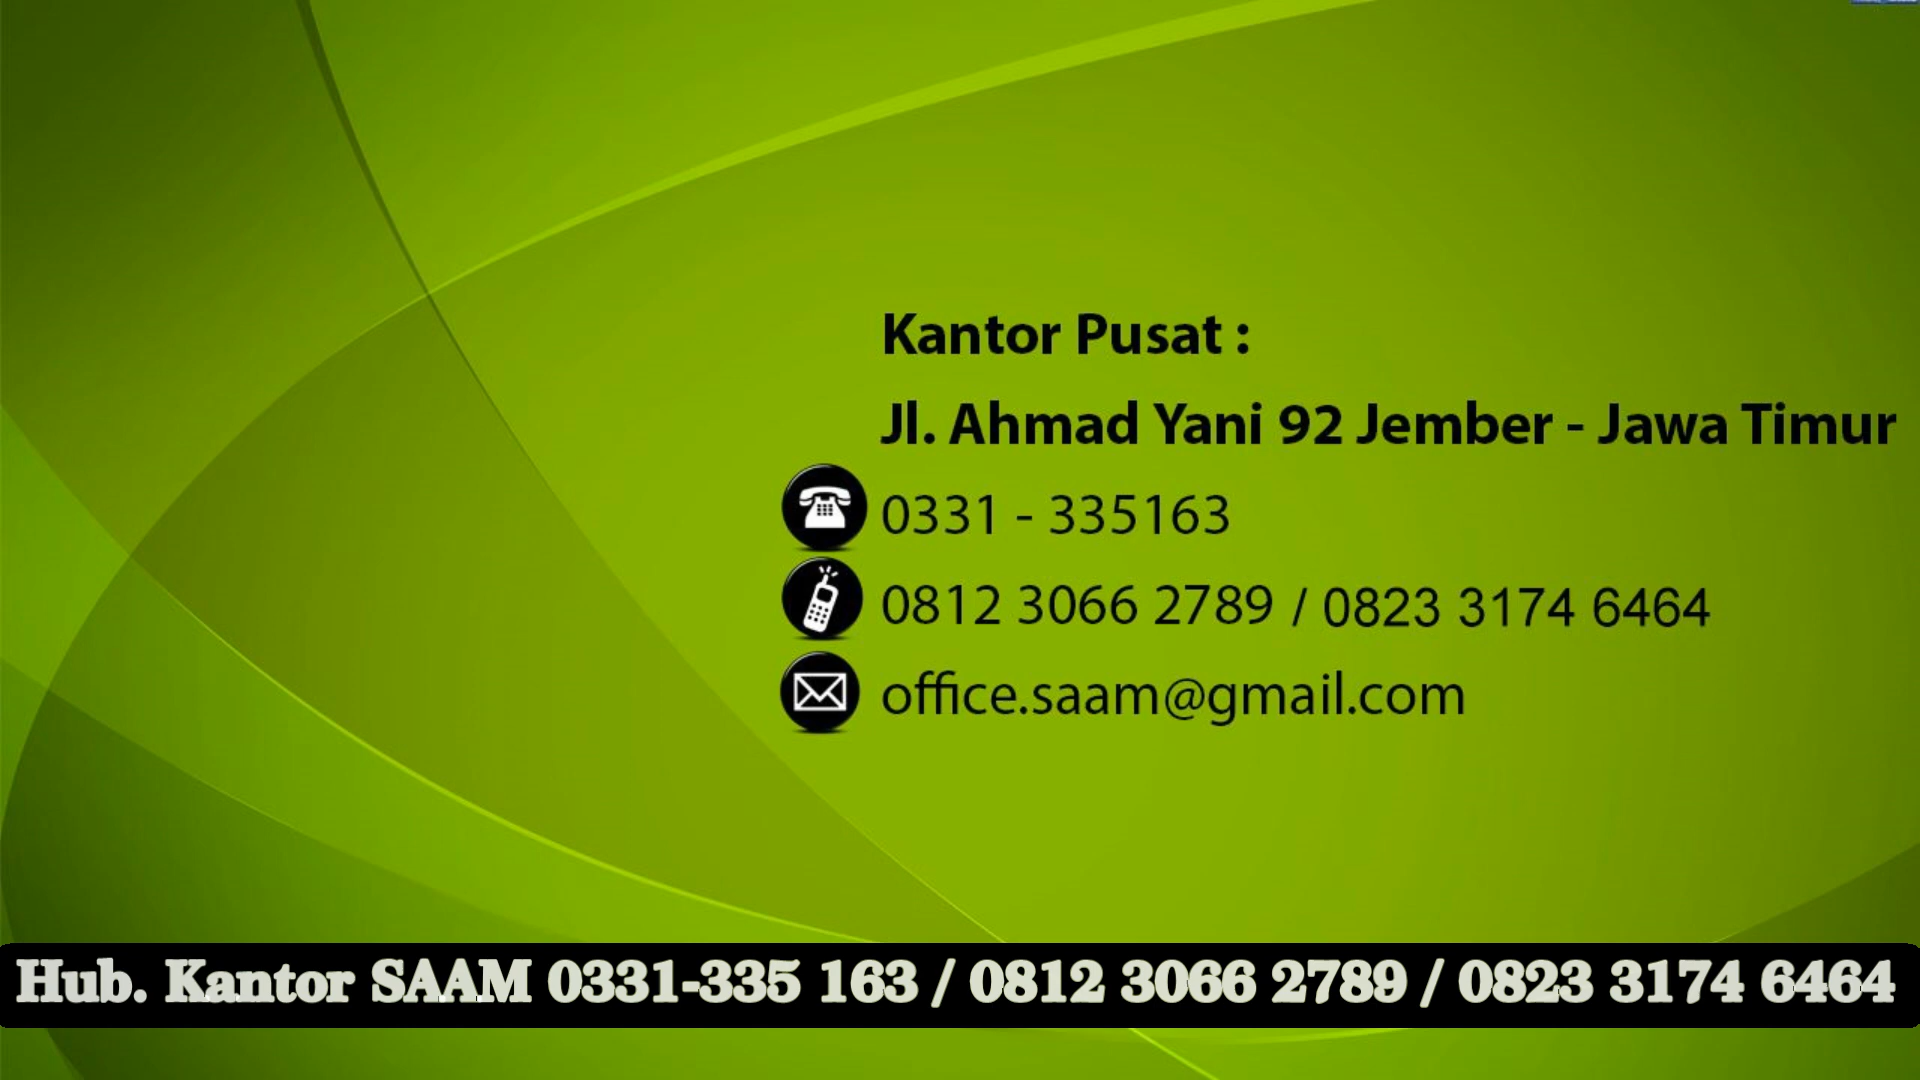 Kantor Pusat :
Jl. Ahmad Yani 92 Jember - Jawa Timur
0331 - 335163
0812 3066 2789 / 0823 3174 6464
office.saam@gmail.com
Hub. Kantor SAAM 0331-335 163 / 0812 3066 2789 / 0823 3174 6464